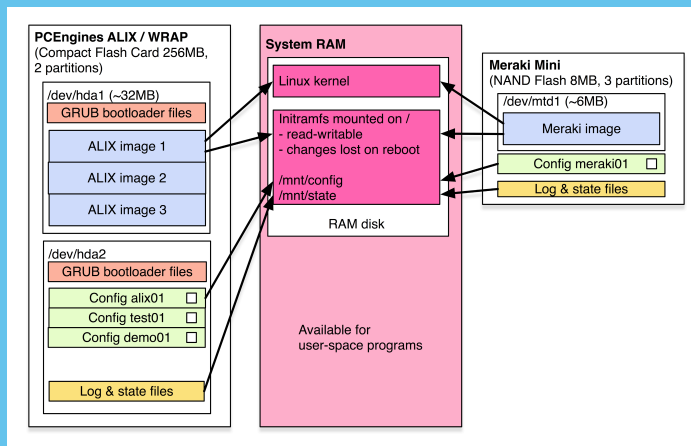 PCEngines ALIX / WRAP
(Compact Flash Card 256MB,
2 partitions)
/dev/hda1 (~32MB)
GRUB bootloader files
ALIX image 1
ALIX image 2
ALIX image 3
/dev/hda2
GRUB bootloader files
Config alix01
Config test01
Config demo01
Log & state files
System RAM
Linux kernel
Initramfs mounted on /
- read-writable
- changes lost on reboot
/mnt/config
/mnt/state
RAM disk
Available for
user-space programs
Meraki Mini
(NAND Flash 8MB, 3 partitions)
/dev/mtd1 (~6MB)
Meraki image
Config meraki01
Log & state files